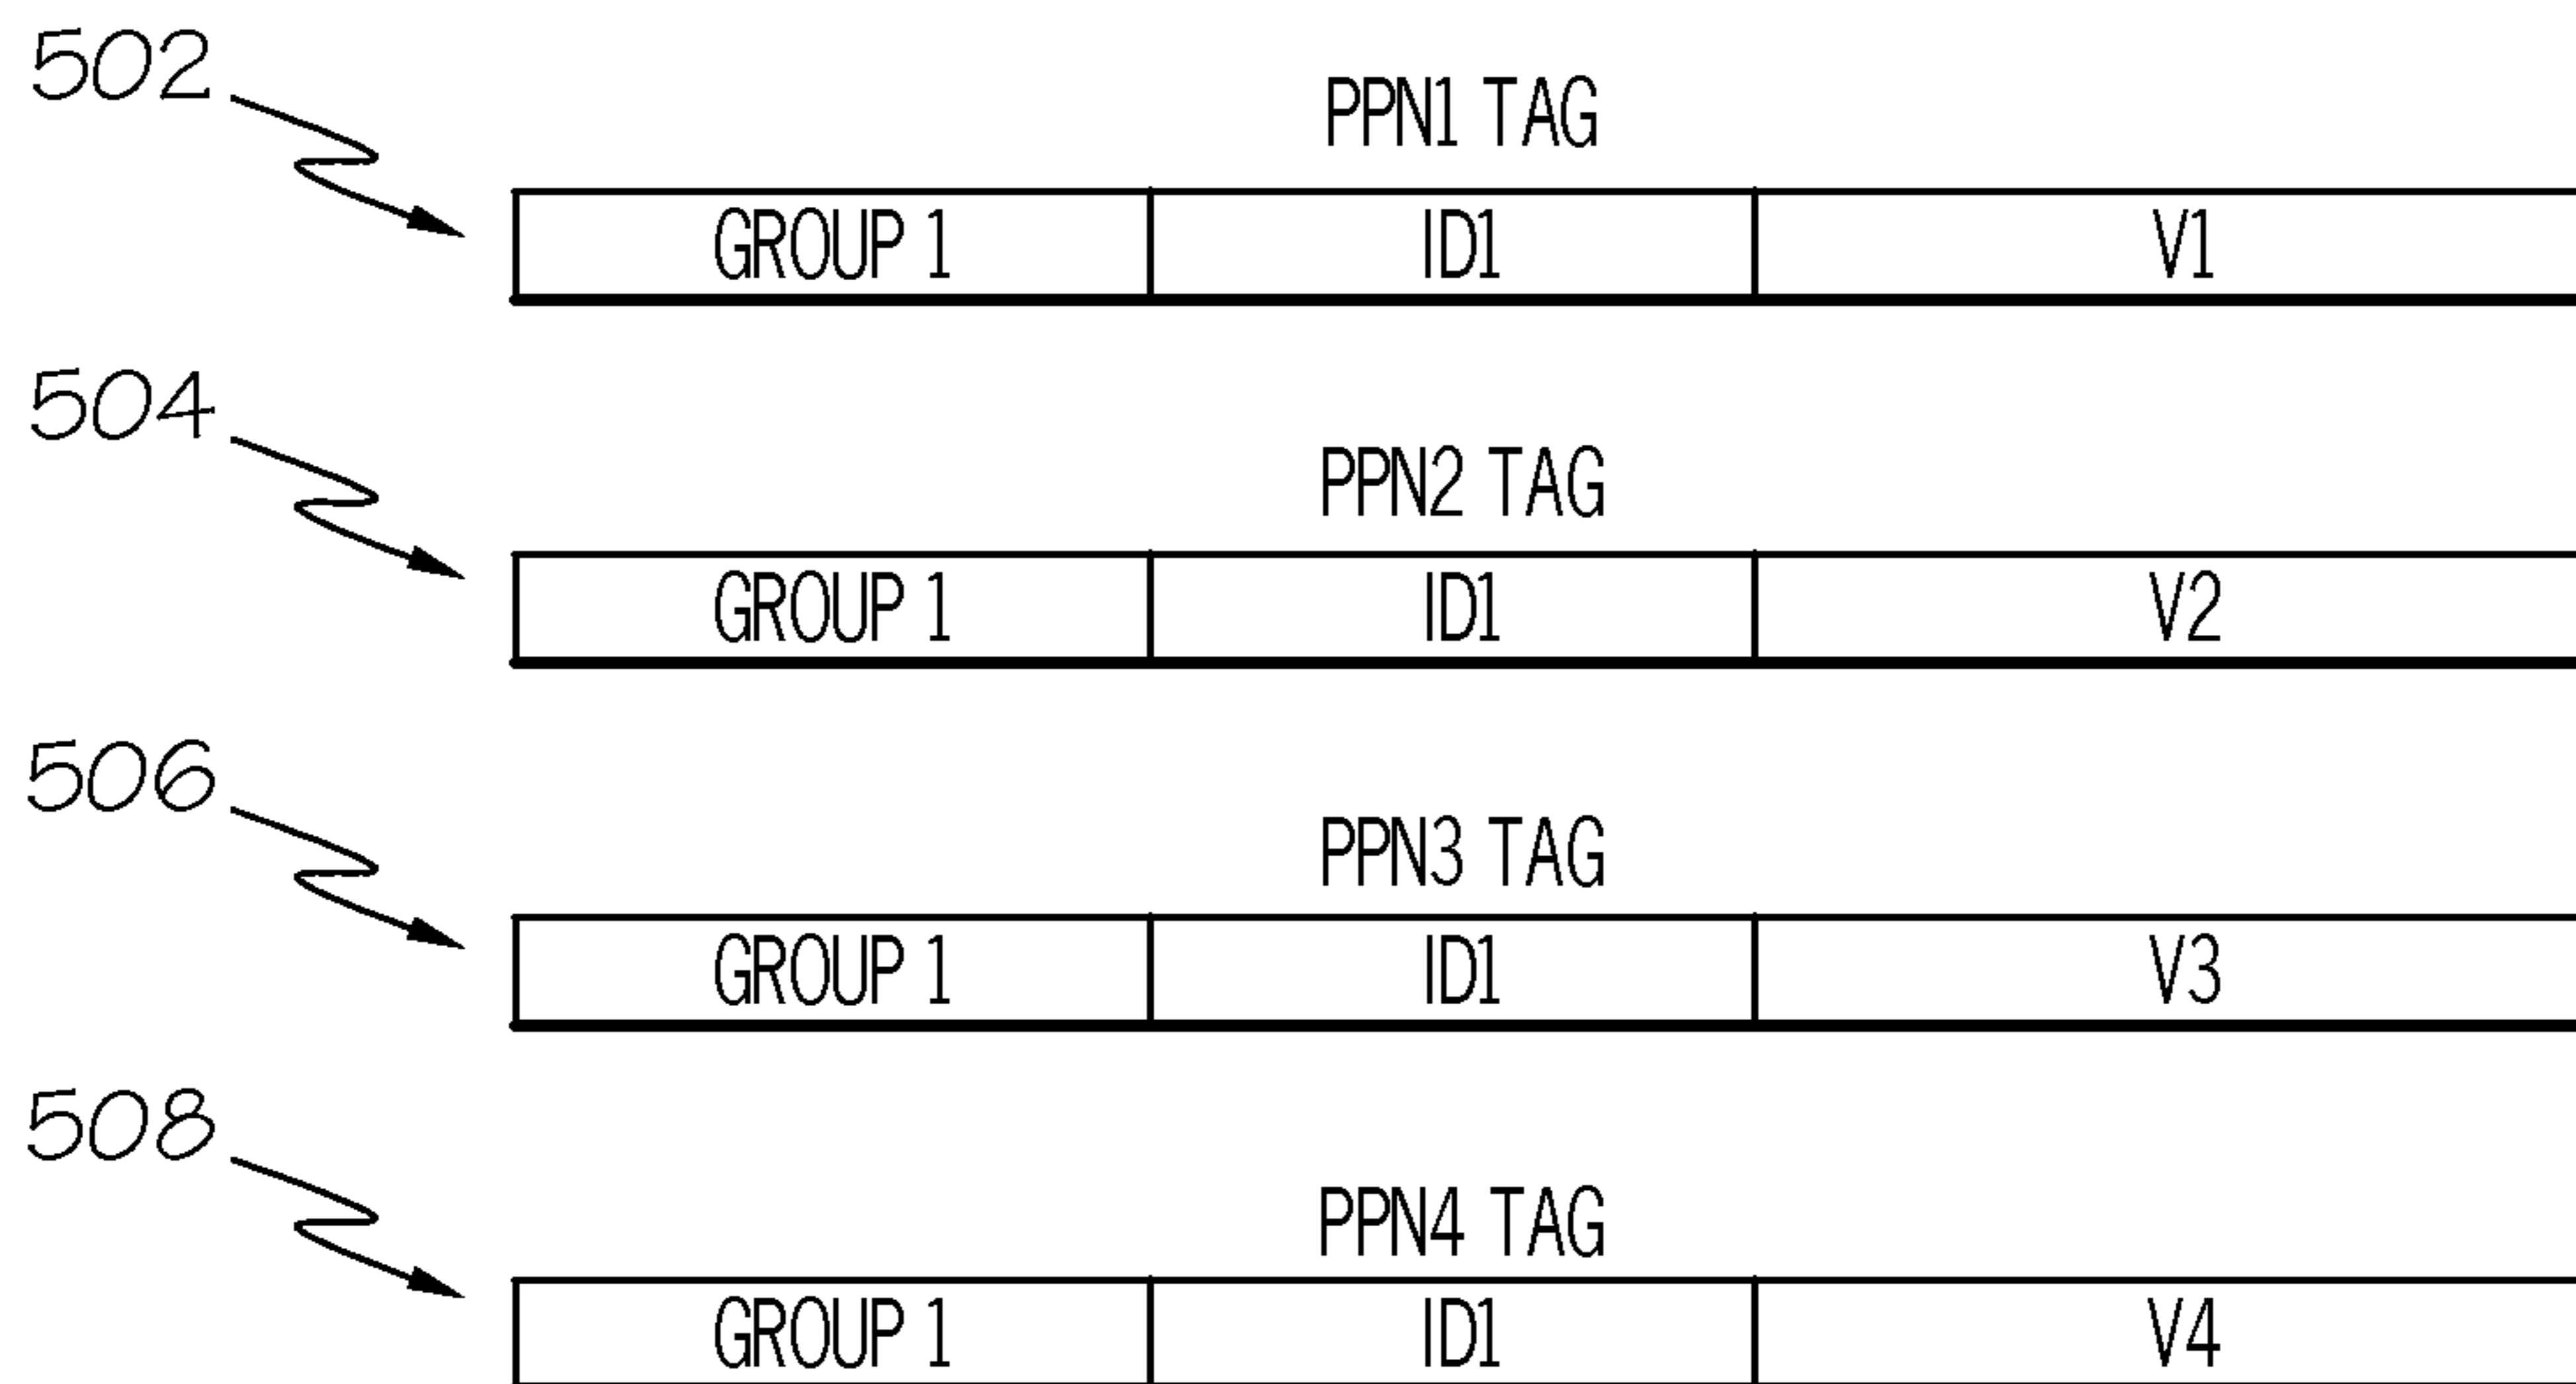 502
PPN1 TAG
GROUP 1 ID1 V1
504
PPN2 TAG
GROUP 1 ID1 V2
506
PPN3 TAG
GROUP 1 ID1 V3
508
PPN4 TAG
GROUP 1 ID1 V4